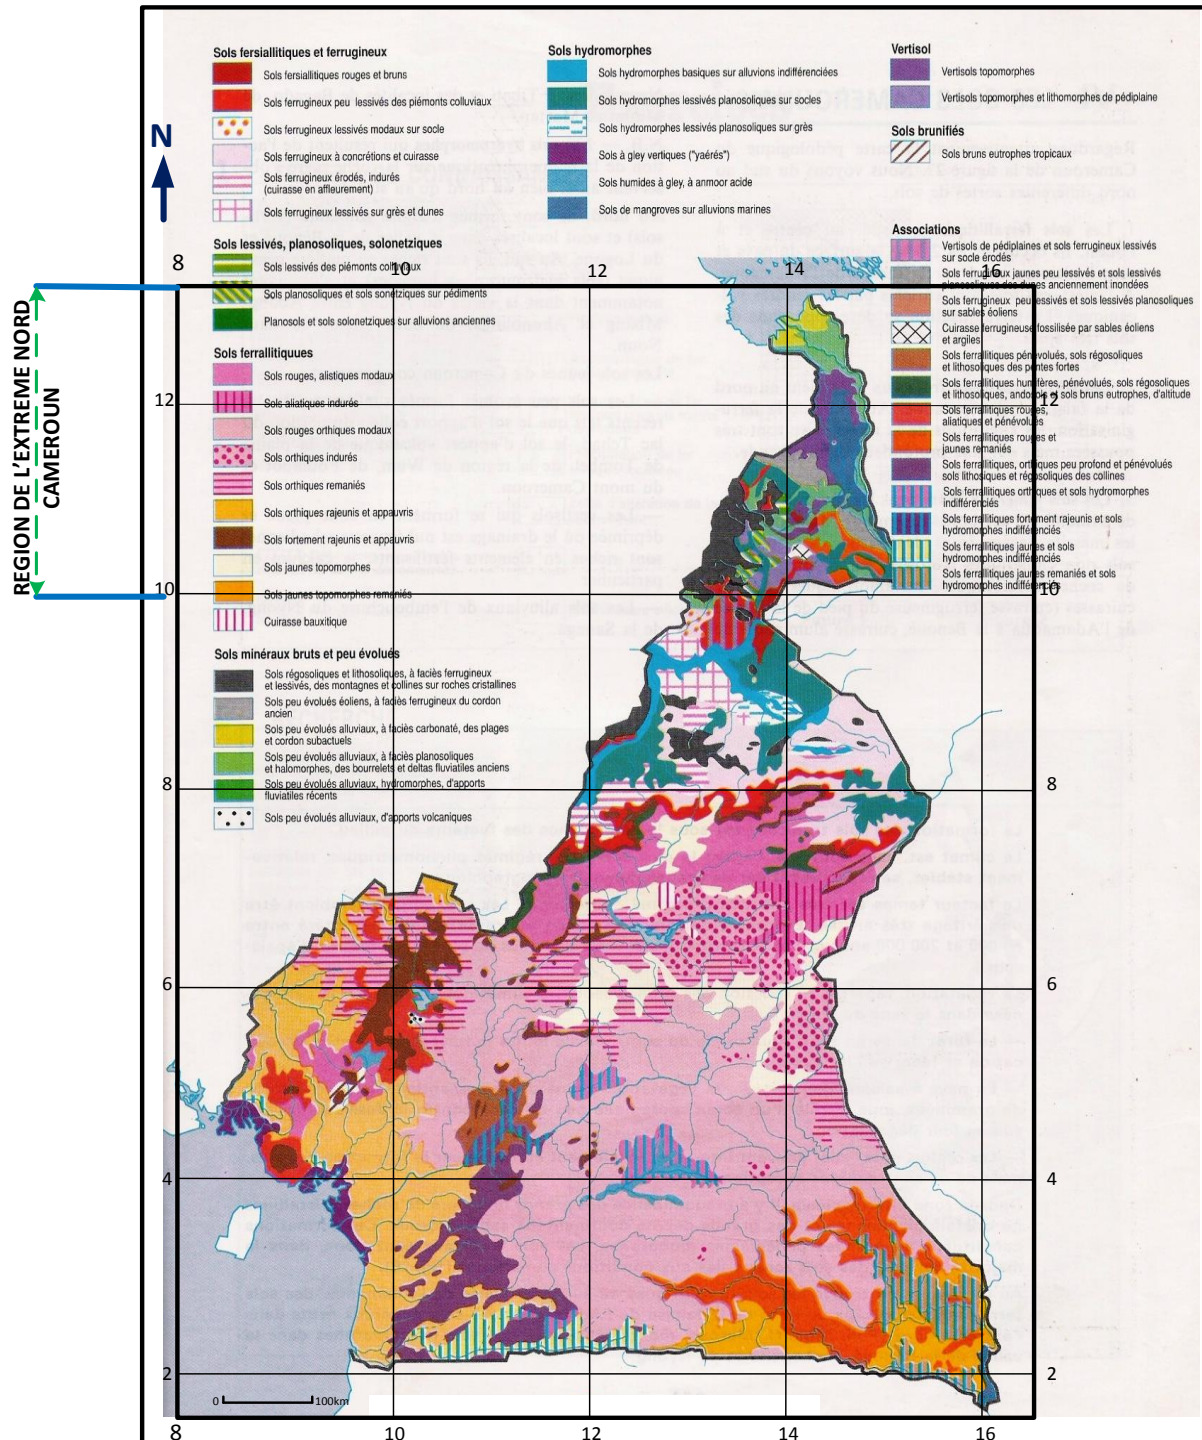 Sols fersiallitiques et ferrugineux
Sols fersiallitiques rouges et bruns
Sols ferrugineux peu lessivés des piémonts colluviaux
Sols ferrugineux lessivés modaux sur socle
Sols ferrugineux à concrétions et cuirasse
Sols ferrugineux érodés, indurés
(cuirasse en affleurement)
Sols ferrugineux lessivés sur grès et dunes
Sols lessivés, planosoliques, solonetziques
Sols lessivés des piémonts colluviaux
Sols planosoliques et sols sonetziques sur pédiments
Planosols et sols solonetziques sur alluvions anciennes
Sols ferrallitiques
Sols rouges, alistiques modaux
Sols aliatiques indurés
Sols rouges orthiques modaux
Sols orthiques indurés
Sols orthiques remaniés
Sols orthiques rajeunis et appauvris
Sols fortement rajeunis et appauvris
Sols jaunes topomorphes
Sols jaunes topomorphes remaniés
Cuirasse bauxitique
Sols minéraux bruts et peu évolués
Sols régosoliques et lithosoliques, à faciès ferrugineux
et lessivés, des montagnes et collines sur roches cristallines
Sols peu évolués éoliens, à faciès ferrugineux du cordon
ancien
Sols peu évolués alluviaux, à faciès carbonaté, des plages
et cordon subactuels
Sols peu évolués alluviaux, à faciès planosoliques
et halomorphes, des bourrelets et deltas fluviatiles anciens
Sols peu évolués alluviaux, hydromorphes, d'apports
fluviatiles récents
Sols peu évolués alluviaux, d'apports volcaniques
Sols hydromorphes
Sols hydromorphes basiques sur alluvions indifférenciées
Sols hydromorphes lessivés planosoliques sur socles
Sols hydromorphes lessivés planosoliques sur grès
Sols à gley vertiques ("yaérés")
Sols humides à gley, à anmoor acide
Sols de mangroves sur alluvions marines
Vertisol
Vertisols topomorphes
Vertisols topomorphes et lithomorphes de pédiplaine
Sols brunifiés
Sols bruns eutrophes tropicaux
Associations
Vertisols de pédiplaines et sols ferrugineux lessivés
sur socle érodés
Sols ferrugineux jaunes peu lessivés et sols lessivés
planosoliques des dunes anciennement inondées
Sols ferrugineux peu lessivés et sols lessivés planosoliques
sur sables éoliens
Cuirasse ferrugineuse fossilisée par sables éoliens
et argiles
Sols ferrallitiques pénévolués, sols régosoliques
et lithosoliques des pentes fortes
Sols ferrallitiques humifères, pénévolués, sols régosoliques
et lithosoliques, andosols et sols bruns eutrophes, d'altitude
Sols ferrallitiques rouges,
aliatiques et pénévolués
Sols ferrallitiques rouges et
jaunes remaniés
Sols ferrallitiques, orthiques peu profond et pénévolués
sols lithosiques et régosoliques des collines
Sols ferrallitiques orthiques et sols hydromorphes
indifférenciés
Sols ferrallitiques fortement rajeunis et sols
hydromorphes indifférenciés
Sols ferrallitiques jaunes et sols
hydromorphes indifférenciés
Sols ferrallitiques jaunes remaniés et sols
hydromorphes indifférenciés
N
REGION DE L'EXTREME NORD
CAMEROUN
8
10
12
14
16
12
12
10
10
8
8
6
6
4
4
2
2
0
100km
8
10
12
14
16